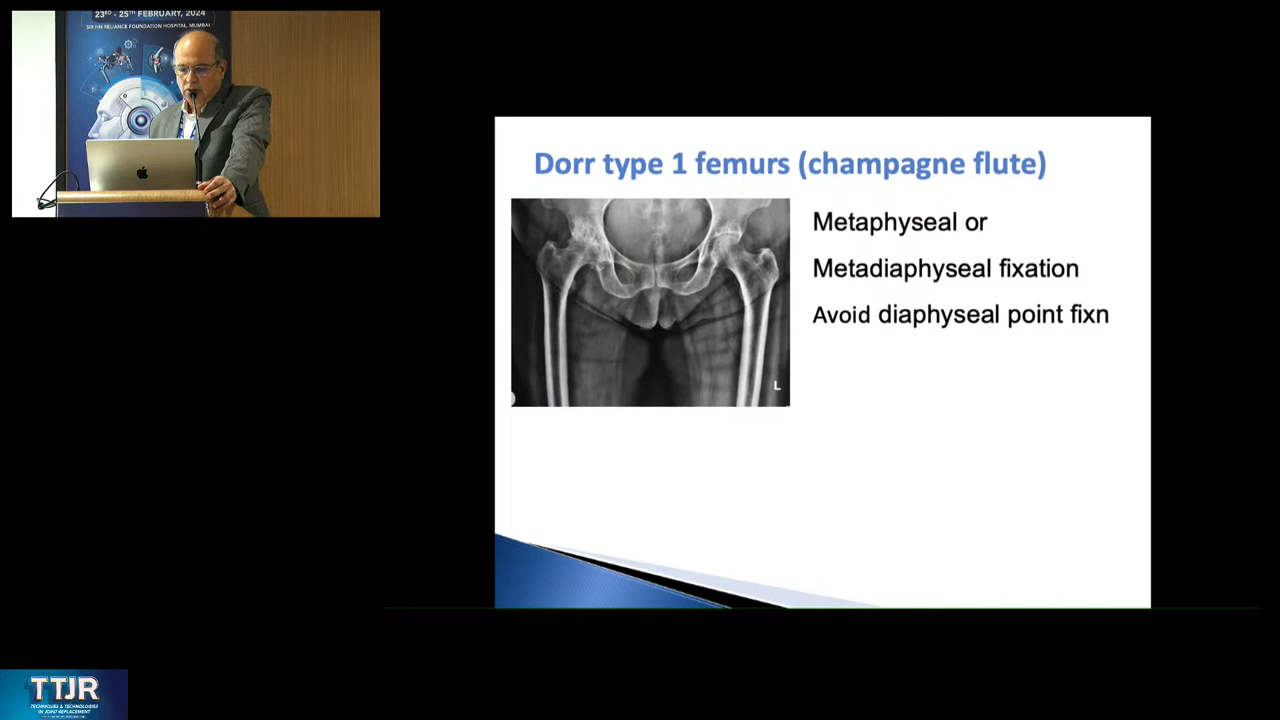 23RD - 25TH FEBRUARY, 2024
SIR HN RELIANCE FOUNDATION HOSPITAL, MUMBAI
Dorr type 1 femurs (champagne flute)
Metaphyseal or
Metadiaphyseal fixation
Avoid diaphyseal point fixn
L
TTJR
TECHNIQUES & TECHNOLOGIES
IN JOINT REPLACEMENT